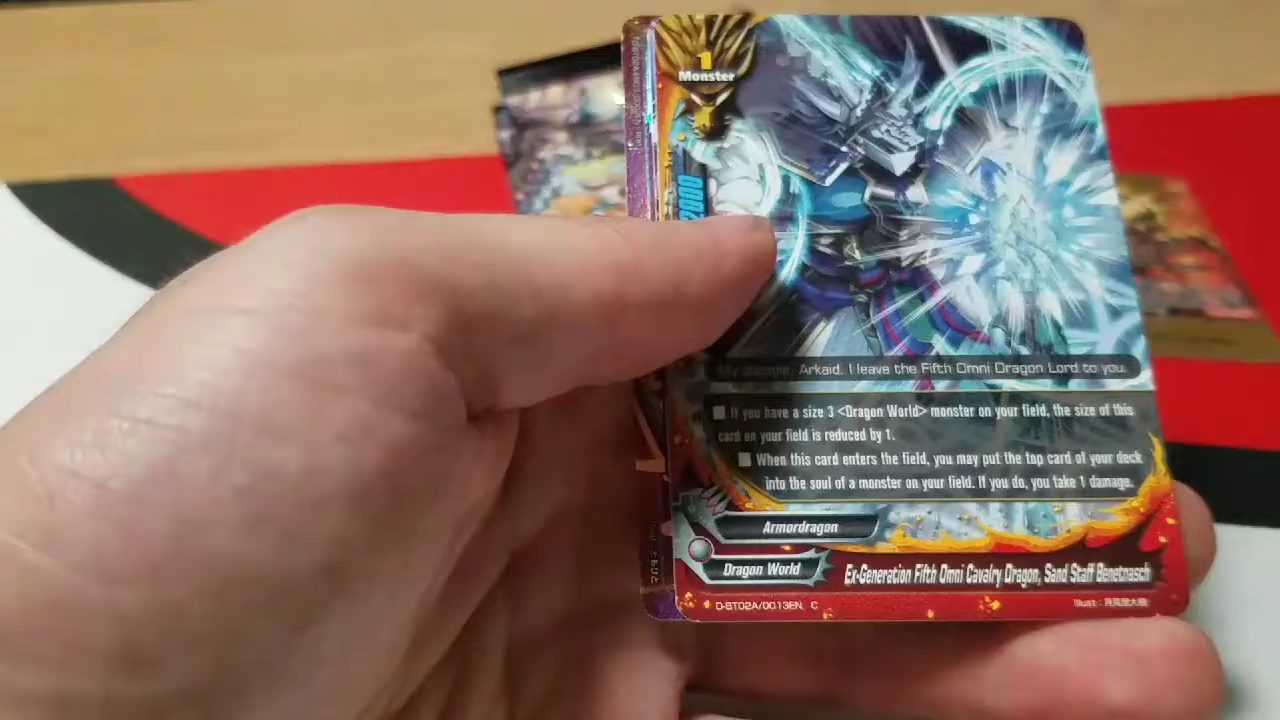 1
Monster
2000
My disciple, Arkaid. I leave the Fifth Omni Dragon Lord to you.
■ If you have a size 3 <Dragon World> monster on your field, the size of this
card on your field is reduced by 1.
■ When this card enters the field, you may put the top card of your deck
into the soul of a monster on your field. If you do, you take 1 damage.
Armordragon
Dragon World
Ex-Generation Fifth Omni Cavalry Dragon, Sand Staff Benetnasch
D-BT02A/0013EN C
Illust: